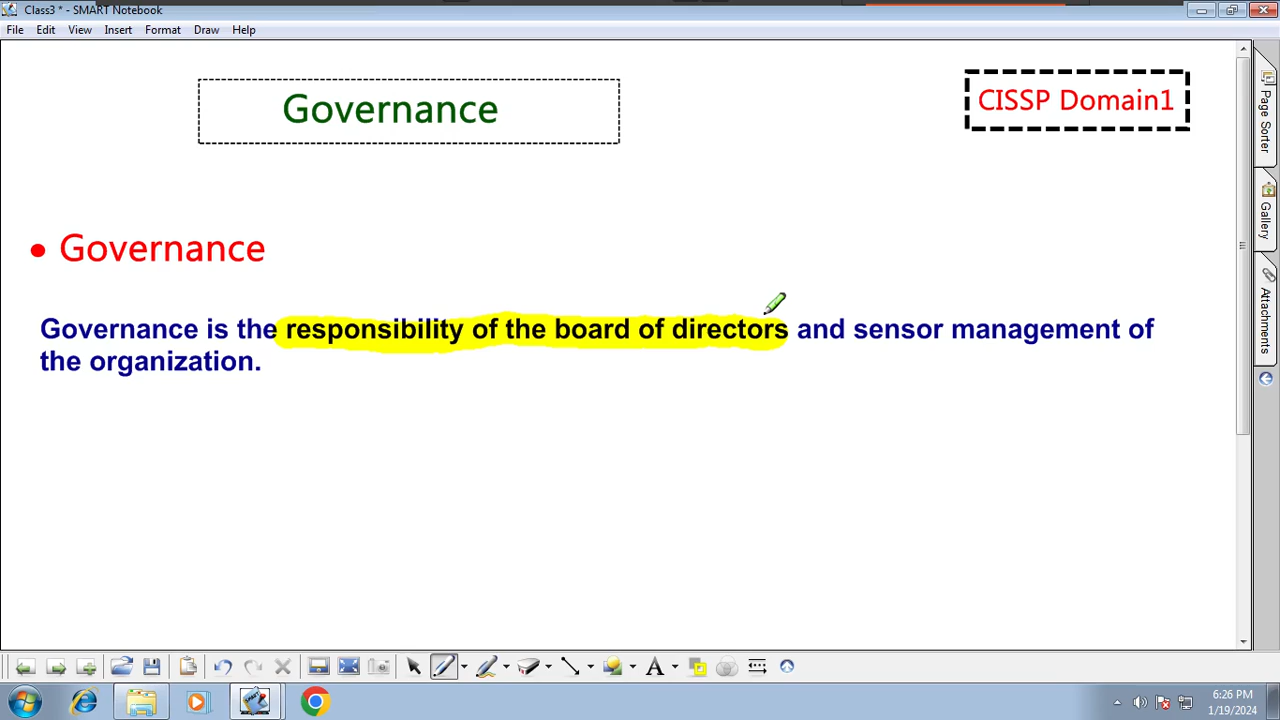 Class3 * - SMART Notebook
File Edit View Insert Format Draw Help
Governance
CISSP Domain1
• Governance
Governance is the responsibility of the board of directors and sensor management of
the organization.
Page Sorter
Gallery
Attachments
6:26 PM
1/19/2024